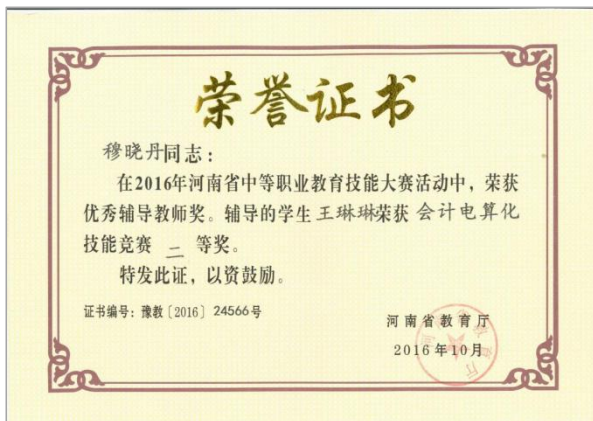 荣誉证书
穆晓丹同志：
在2016年河南省中等职业教育技能大赛活动中，荣获
优秀辅导教师奖。辅导的学生王琳琳荣获 会计电算化
技能竞赛 二 等奖。
特发此证，以资鼓励。
证书编号：豫教〔2016〕24566号
河南省教育厅
2016年10月